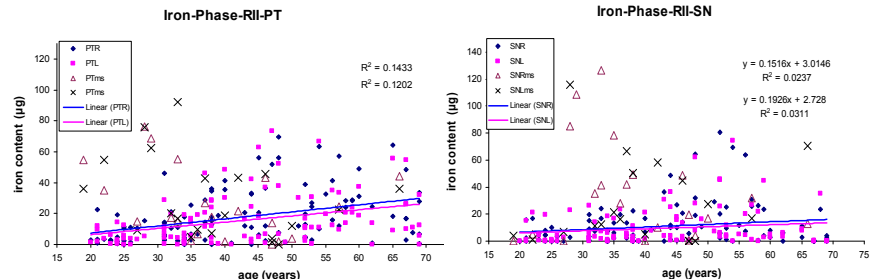 Iron-Phase-RII-PT
iron content (µg)
120
100
80
60
40
20
0
15 20 25 30 35 40 45 50 55 60 65 70
age (years)
PTR
PTL
PTms
PTms
Linear (PTR)
Linear (PTL)
R² = 0.1433
R² = 0.1202
Iron-Phase-RII-SN
iron content (µg)
140
120
100
80
60
40
20
0
15 20 25 30 35 40 45 50 55 60 65 70
age (years)
SNR
SNL
SNRms
SNLms
Linear (SNR)
Linear (SNL)
y = 0.1516x + 3.0146
R² = 0.0237
y = 0.1926x + 2.728
R² = 0.0311